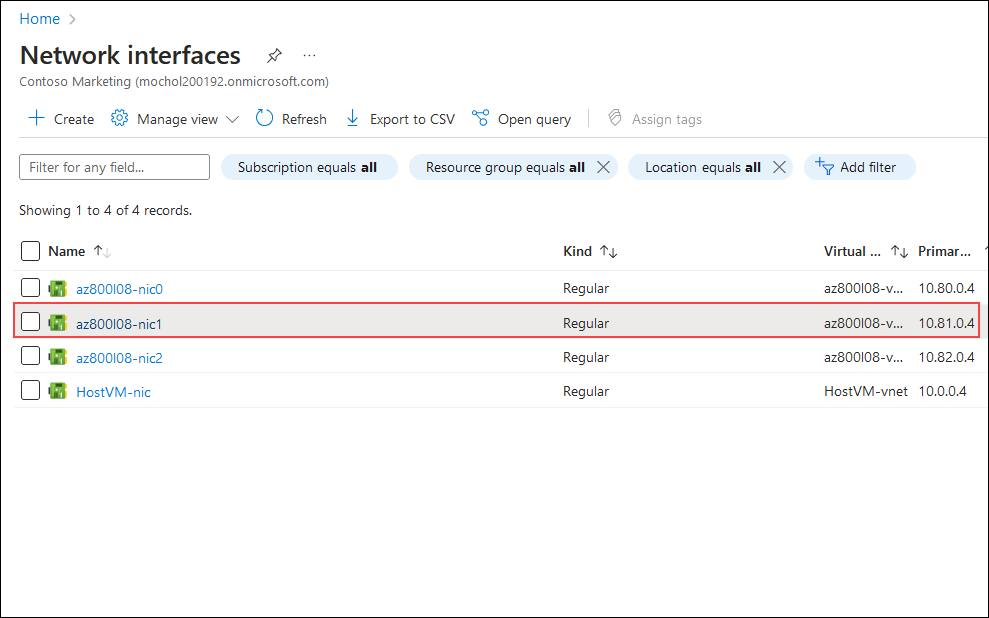 Home
Network interfaces
Contoso Marketing (mochol200192.onmicrosoft.com)
Create Manage view Refresh Export to CSV Open query Assign tags
Filter for any field... Subscription equals all Resource group equals all Location equals all Add filter
Showing 1 to 4 of 4 records.
Name Kind Virtual ... Primar...
az800l08-nic0 Regular az800l08-v... 10.80.0.4
az800l08-nic1 Regular az800l08-v... 10.81.0.4
az800l08-nic2 Regular az800l08-v... 10.82.0.4
HostVM-nic Regular HostVM-vnet 10.0.0.4